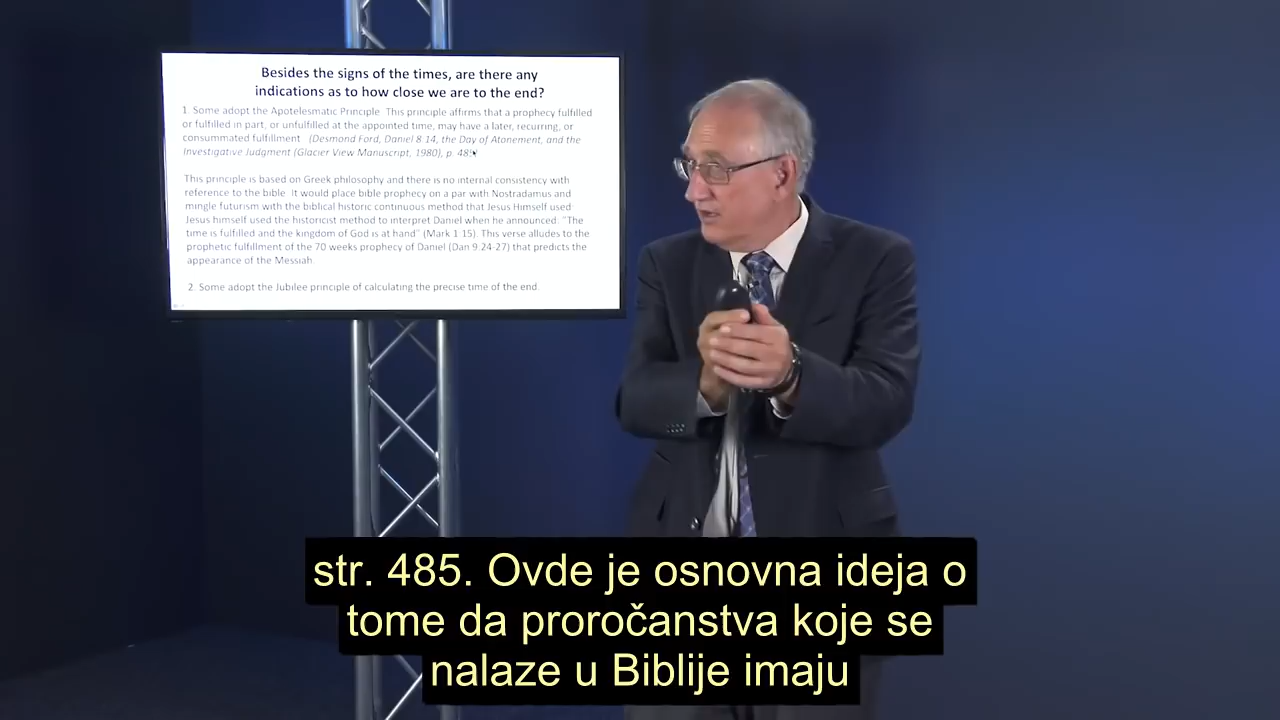 Besides the signs of the times, are there any
indications as to how close we are to the end?
1. Some adopt the Apotelesmatic Principle. This principle affirms that a prophecy fulfilled
or fulfilled in part, or unfulfilled at the appointed time, may have a later, recurring, or
consummated fulfillment (Desmond Ford, Daniel 8 14, the Day of Atonement, and the
Investigative Judgment (Glacier View Manuscript, 1980), p. 485
This principle is based on Greek philosophy and there is no internal consistency with
reference to the bible. It would place bible prophecy on a par with Nostradamus and
mingle futurism with the biblical historic continuous method that Jesus Himself used.
Jesus himself used the historicist method to interpret Daniel when he announced: "The
time is fulfilled and the kingdom of God is at hand" (Mark 1:15). This verse alludes to the
prophetic fulfillment of the 70 weeks prophecy of Daniel (Dan 9:24-27) that predicts the
appearance of the Messiah.
2. Some adopt the Jubilee principle of calculating the precise time of the end.
str. 485. Ovde je osnovna ideja o
tome da proročanstva koje se
nalaze u Biblije imaju